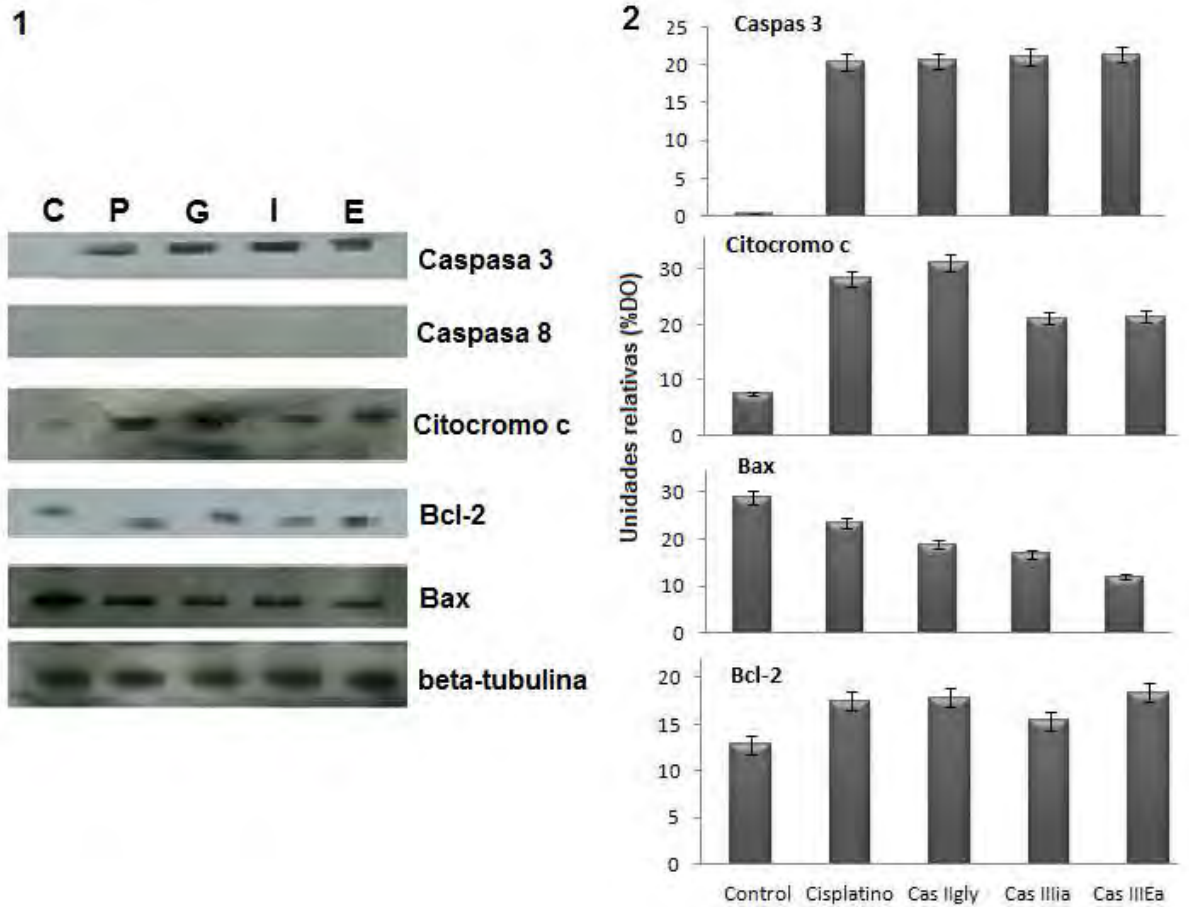 1
C P G I E
Caspasa 3
Caspasa 8
Citocromo c
Bcl-2
Bax
beta-tubulina
2
Unidades relativas (%DO)
Caspas 3
25
20
15
10
5
0
Citocromo c
30
20
10
0
Bax
30
20
10
0
Bcl-2
20
15
10
5
0
Control Cisplatino Cas IIgly Cas IIIia Cas IIIEa